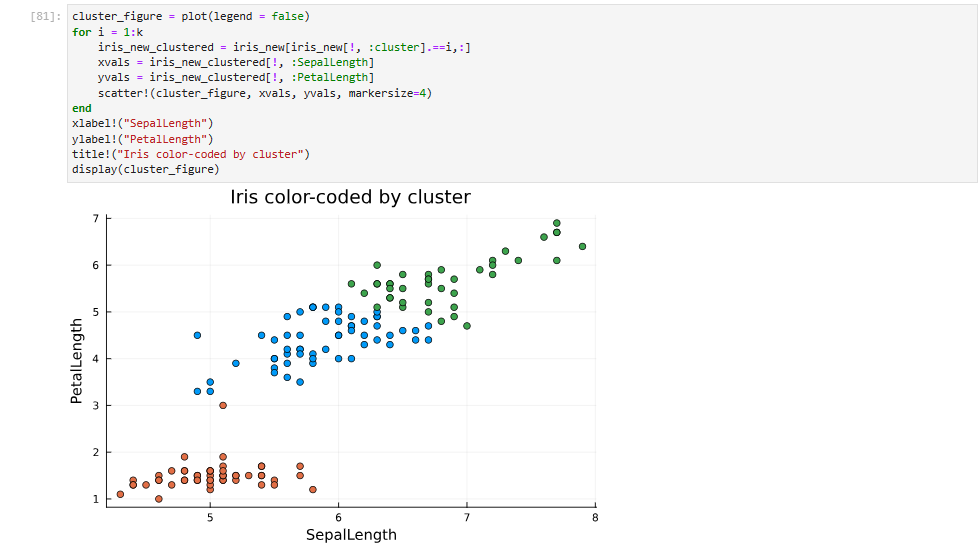 [81]: cluster_figure = plot(legend = false)
for i = 1:k
    iris_new_clustered = iris_new[iris_new[!, :cluster].==i,:]
    xvals = iris_new_clustered[!, :SepalLength]
    yvals = iris_new_clustered[!, :PetalLength]
    scatter!(cluster_figure, xvals, yvals, markersize=4)
end
xlabel!("SepalLength")
ylabel!("PetalLength")
title!("Iris color-coded by cluster")
display(cluster_figure)
Iris color-coded by cluster
7
6
5
4
3
2
1
PetalLength
5 6 7 8
SepalLength